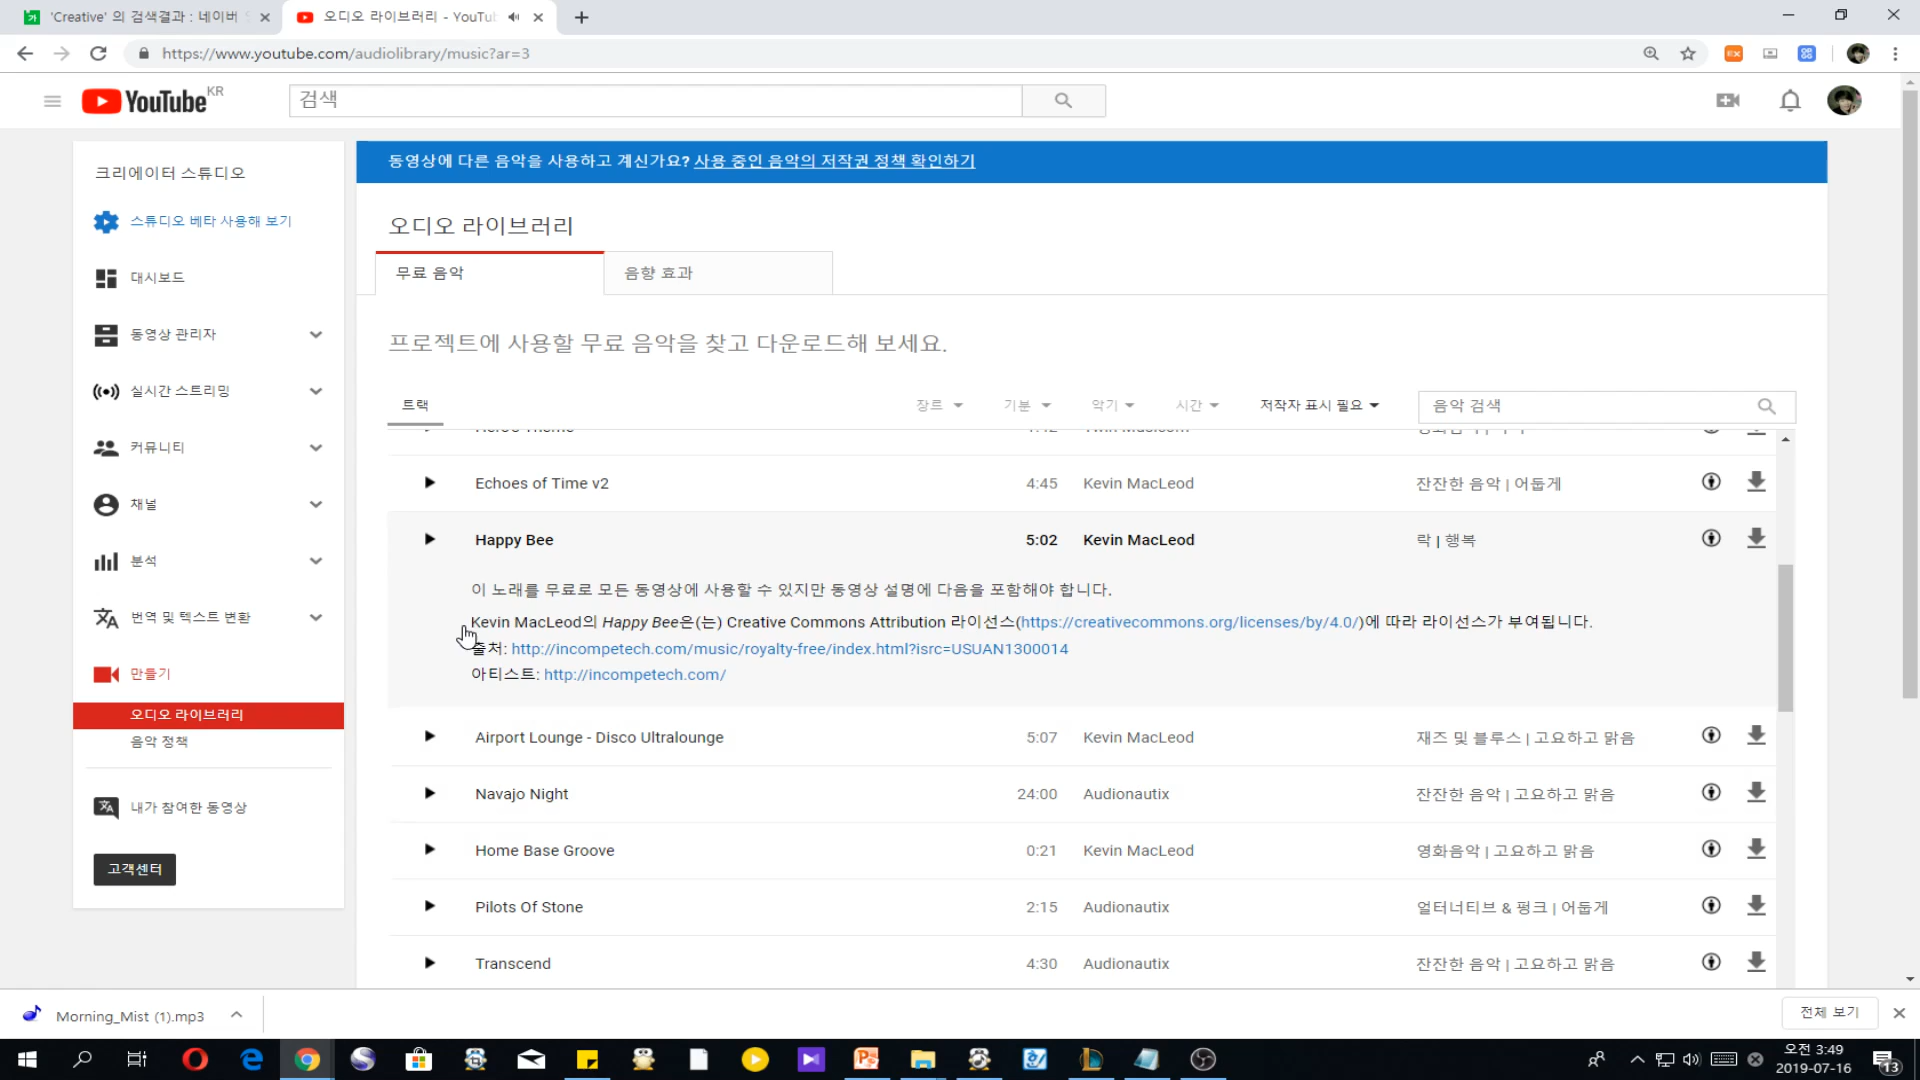 'Creative' 의 검색결과 : 네이버
오디오 라이브러리 - YouTu
https://www.youtube.com/audiolibrary/music?ar=3
YouTube KR
검색
크리에이터 스튜디오
스튜디오 베타 사용해 보기
대시보드
동영상 관리자
실시간 스트리밍
커뮤니티
채널
분석
번역 및 텍스트 변환
만들기
오디오 라이브러리
음악 정책
내가 참여한 동영상
고객센터
동영상에 다른 음악을 사용하고 계신가요? 사용 중인 음악의 저작권 정책 확인하기
오디오 라이브러리
무료 음악
음향 효과
프로젝트에 사용할 무료 음악을 찾고 다운로드해 보세요.
트랙 장르 기분 악기 시간 저작자 표시 필요 음악 검색
Echoes of Time v2 4:45 Kevin MacLeod 잔잔한 음악 | 어둡게
Happy Bee 5:02 Kevin MacLeod 락 | 행복
이 노래를 무료로 모든 동영상에 사용할 수 있지만 동영상 설명에 다음을 포함해야 합니다.
Kevin MacLeod의 Happy Bee은(는) Creative Commons Attribution 라이선스(https://creativecommons.org/licenses/by/4.0/)에 따라 라이선스가 부여됩니다.
출처: http://incompetech.com/music/royalty-free/index.html?isrc=USUAN1300014
아티스트: http://incompetech.com/
Airport Lounge - Disco Ultralounge 5:07 Kevin MacLeod 재즈 및 블루스 | 고요하고 맑음
Navajo Night 24:00 Audionautix 잔잔한 음악 | 고요하고 맑음
Home Base Groove 0:21 Kevin MacLeod 영화음악 | 고요하고 맑음
Pilots Of Stone 2:15 Audionautix 얼터너티브 & 펑크 | 어둡게
Transcend 4:30 Audionautix 잔잔한 음악 | 고요하고 맑음
Morning_Mist (1).mp3
전체 보기
오전 3:49
2019-07-16
13